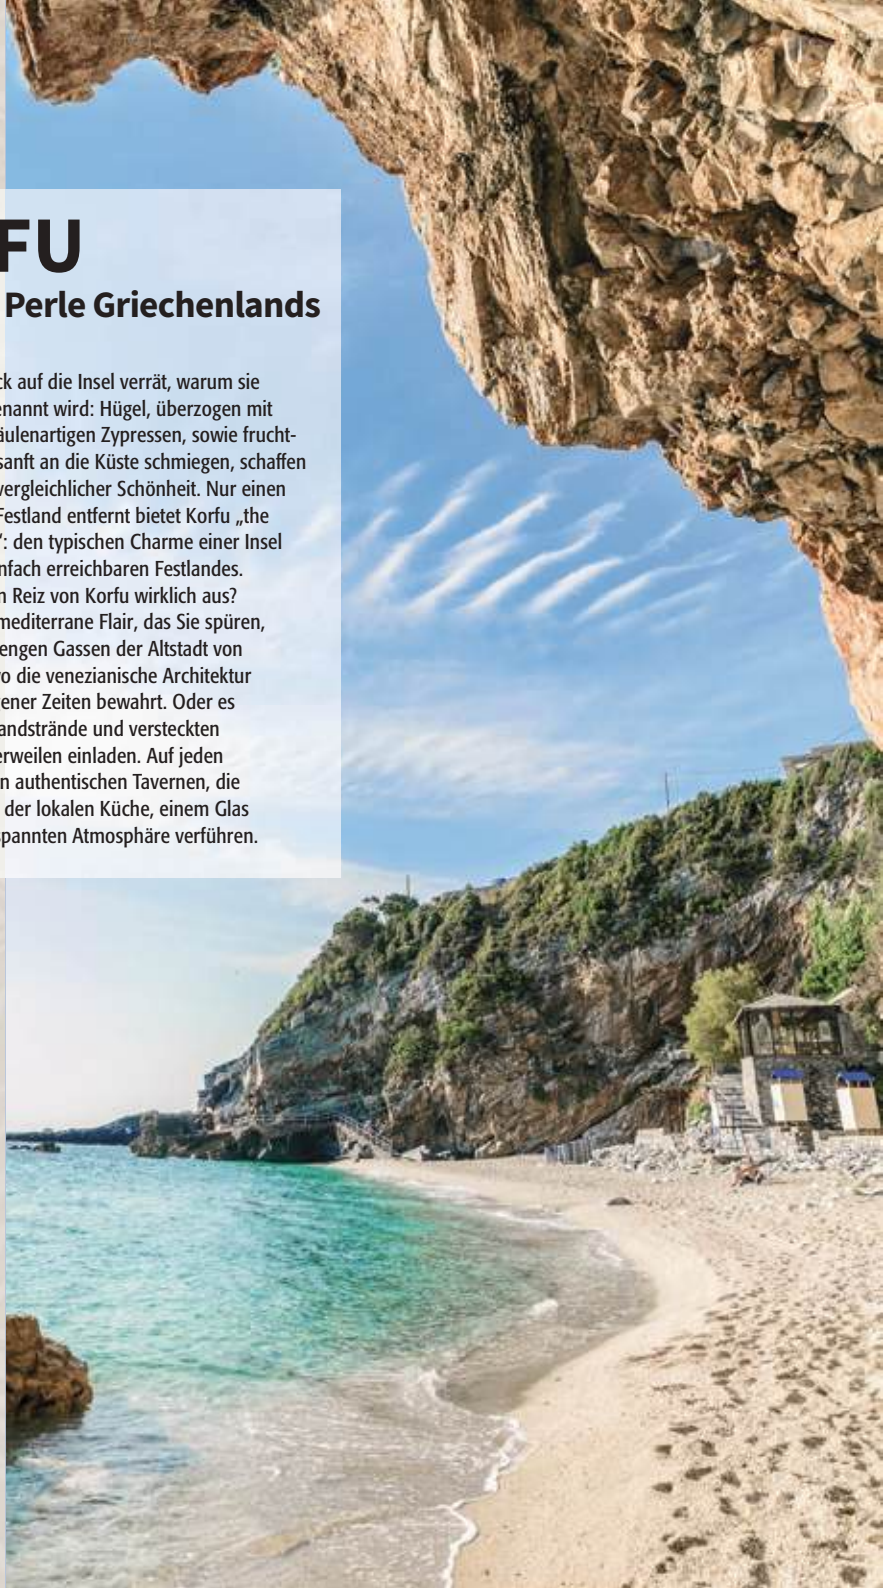 FU
Perle Griechenlands
ck auf die Insel verrät, warum sie
enannt wird: Hügel, überzogen mit
äulenartigen Zypressen, sowie frucht-
sanft an die Küste schmiegen, schaffen
vergleichlicher Schönheit. Nur einen
Festland entfernt bietet Korfu „the
“: den typischen Charme einer Insel
nfach erreichbaren Festlandes.
n Reiz von Korfu wirklich aus?
mediterrane Flair, das Sie spüren,
engen Gassen der Altstadt von
o die venezianische Architektur
gener Zeiten bewahrt. Oder es
andstrände und versteckten
erweilen einladen. Auf jeden
n authentischen Tavernen, die
der lokalen Küche, einem Glas
spannten Atmosphäre verführen.